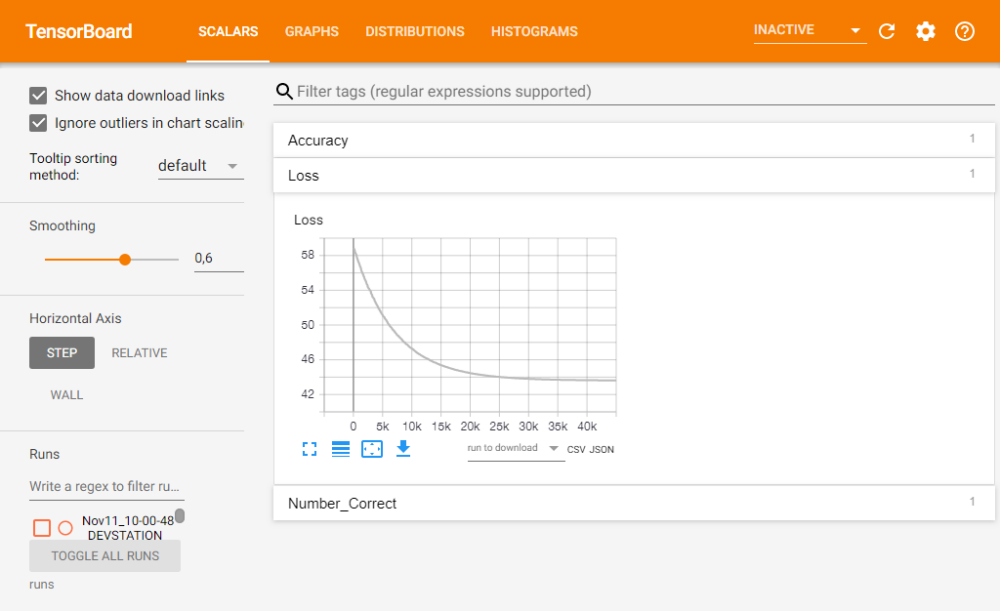 TensorBoard SCALARS GRAPHS DISTRIBUTIONS HISTOGRAMS INACTIVE
Show data download links
Ignore outliers in chart scalin
Tooltip sorting
method:
default
Smoothing
0,6
Horizontal Axis
STEP RELATIVE
WALL
Runs
Write a regex to filter ru...
Nov11_10-00-48
DEVSTATION
TOGGLE ALL RUNS
runs
Filter tags (regular expressions supported)
Accuracy 1
Loss 1
Loss
58
54
50
46
42
0 5k 10k 15k 20k 25k 30k 35k 40k
run to download CSV JSON
Number_Correct 1